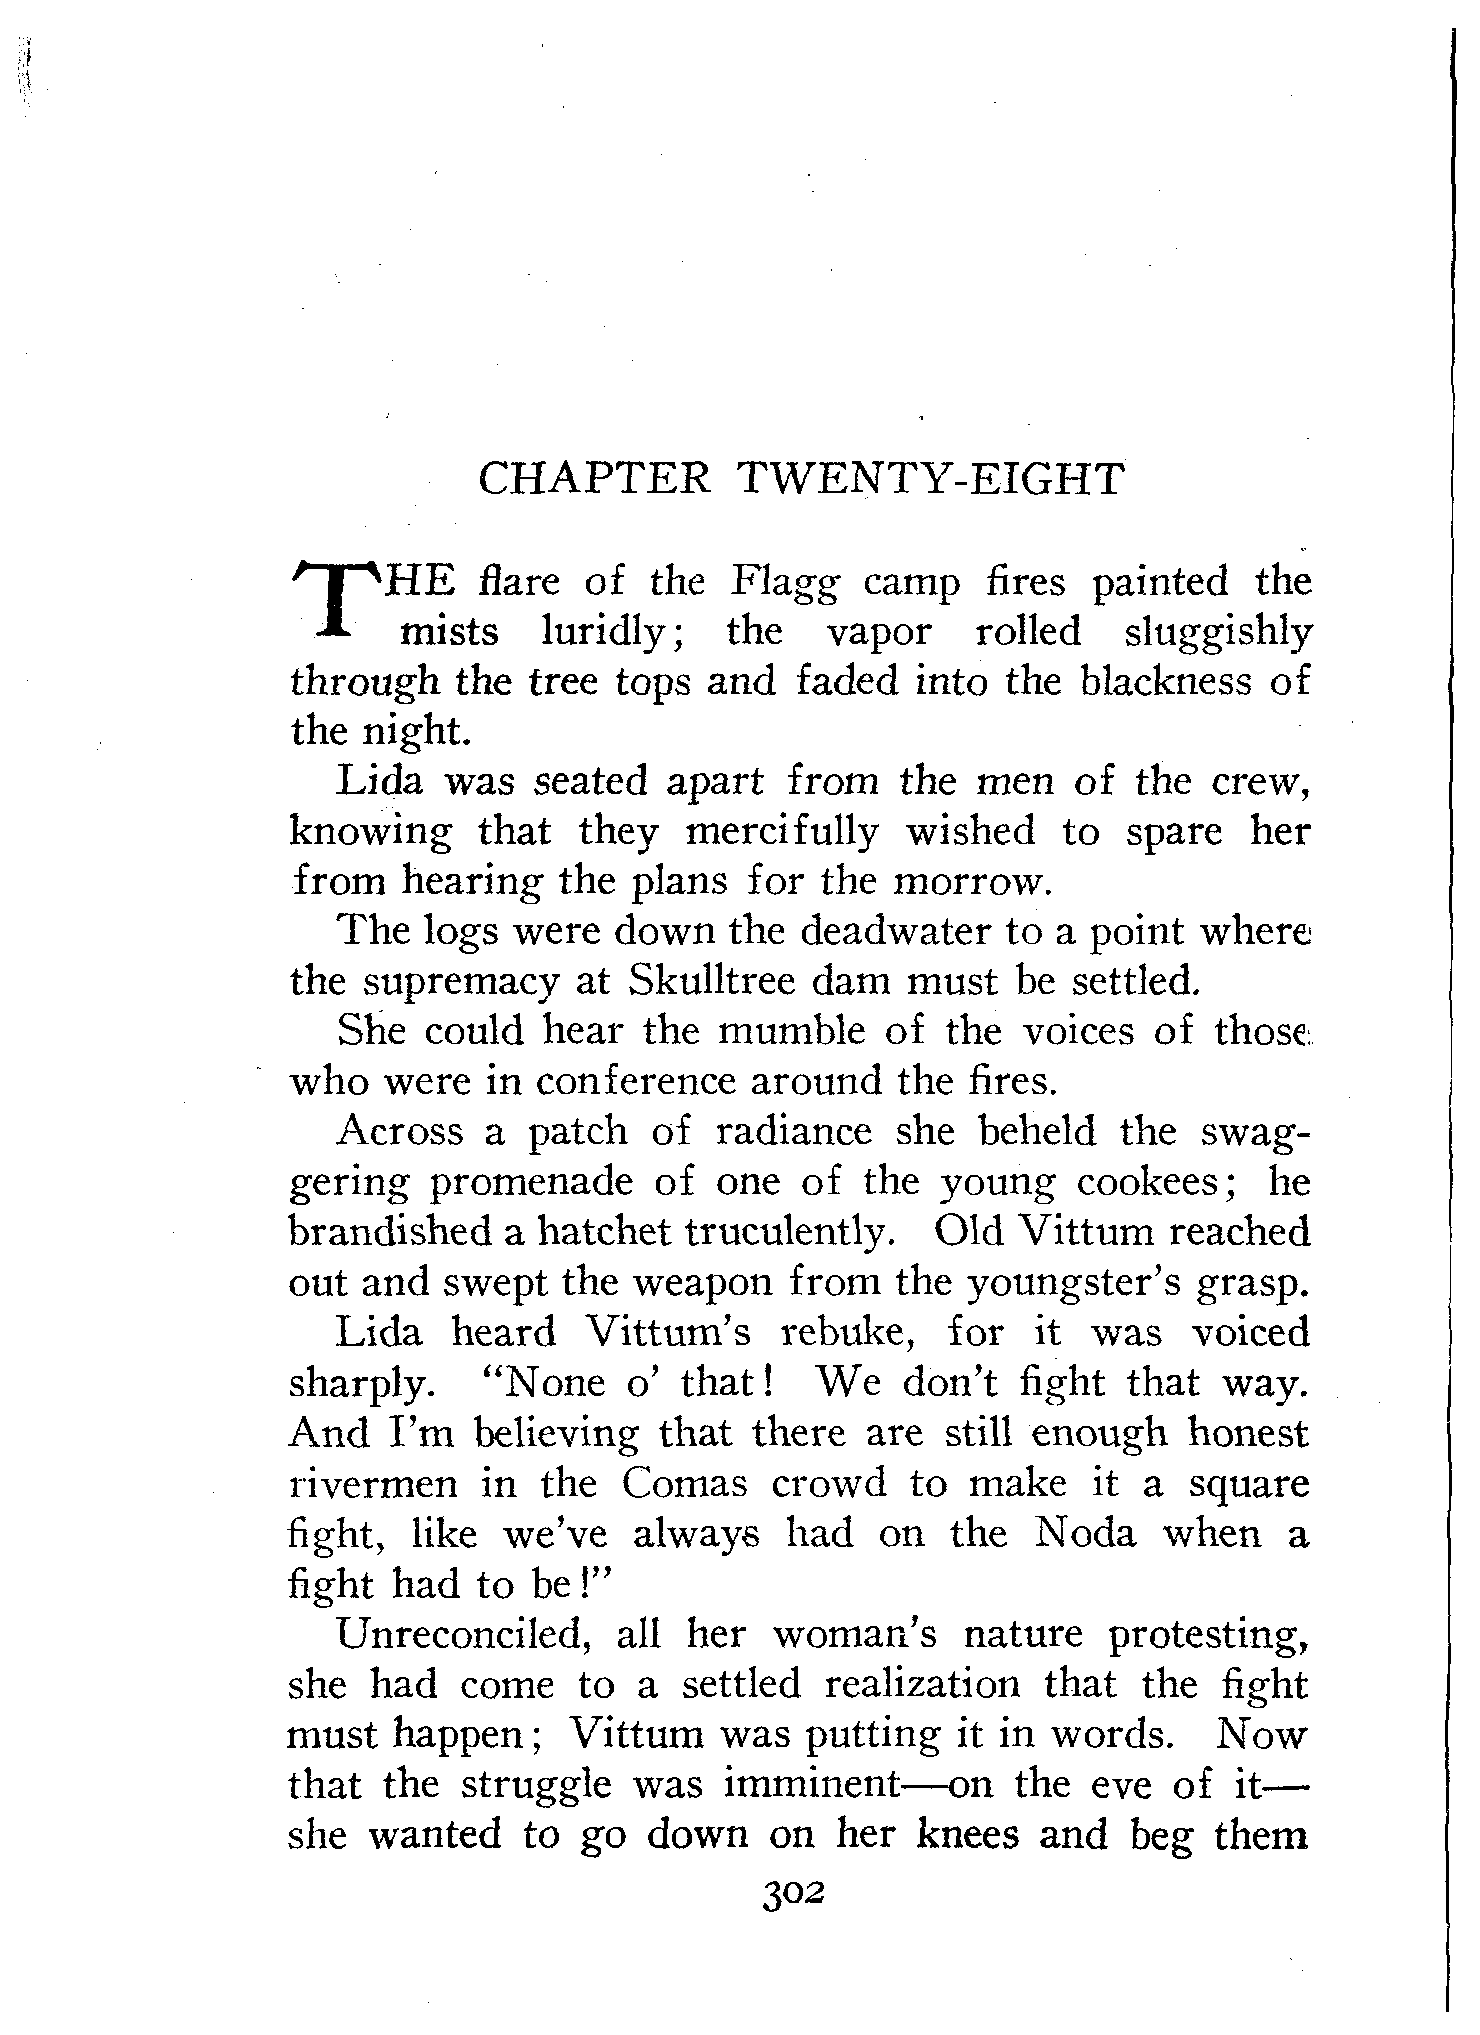 CHAPTER TWENTY-EIGHT
THE flare of the Flagg camp fires painted the
mists luridly; the vapor rolled sluggishly
through the tree tops and faded into the blackness of
the night.
Lida was seated apart from the men of the crew,
knowing that they mercifully wished to spare her
from hearing the plans for the morrow.
The logs were down the deadwater to a point where
the supremacy at Skulltree dam must be settled.
She could hear the mumble of the voices of those
who were in conference around the fires.
Across a patch of radiance she beheld the swag-
gering promenade of one of the young cookees; he
brandished a hatchet truculently. Old Vittum reached
out and swept the weapon from the youngster's grasp.
Lida heard Vittum's rebuke, for it was voiced
sharply. "None o' that! We don't fight that way.
And I'm believing that there are still enough honest
rivermen in the Comas crowd to make it a square
fight, like we've always had on the Noda when a
fight had to be!"
Unreconciled, all her woman's nature protesting,
she had come to a settled realization that the fight
must happen; Vittum was putting it in words. Now
that the struggle was imminent—on the eve of it—
she wanted to go down on her knees and beg them
302